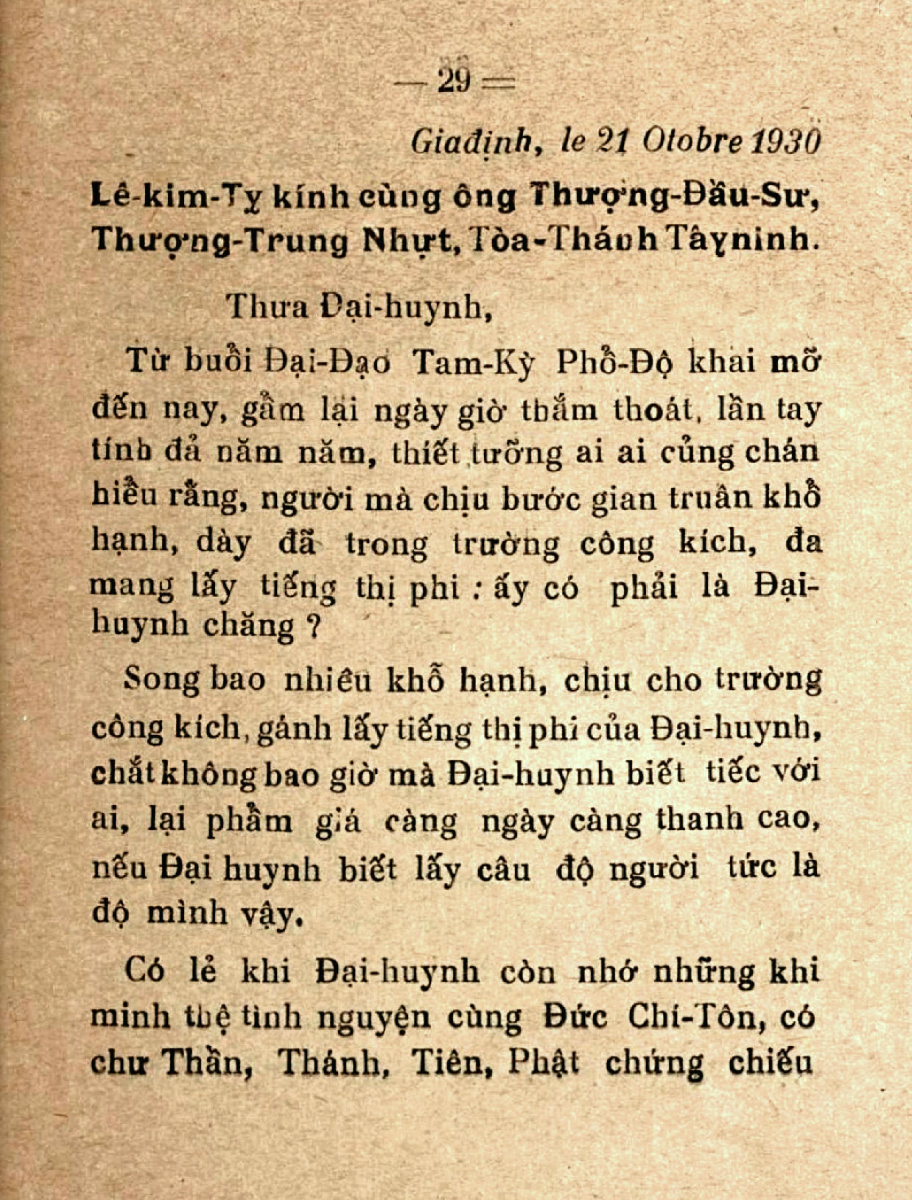 — 29 =
Giađịnh, le 21 Otobre 1930
Lê-kim-Tỵ kính cùng ông Thượng-Đầu-Sư,
Thượng-Trung Nhựt, Tòa-Thánh Tâyninh.
Thưa Đại-huynh,
Từ buổi Đại-Đạo Tam-Kỳ Phổ-Độ khai mỡ
đến nay, gẫm lại ngày giờ thắm thoát, lần tay
tính đả năm năm, thiết tưỡng ai ai củng chán
hiểu rằng, người mà chịu bước gian truân khổ
hạnh, dày đã trong trường công kích, đa
mang lấy tiếng thị phi : ấy có phải là Đại-
huynh chăng ?
Song bao nhiêu khỗ hạnh, chịu cho trường
công kích, gánh lấy tiếng thị phi của Đại-huynh,
chắt không bao giờ mà Đại-huynh biết tiếc với
ai, lại phẩm giá càng ngày càng thanh cao,
nếu Đại huynh biết lấy câu độ người tức là
độ mình vậy.
Có lẻ khi Đại-huynh còn nhớ những khi
minh thệ tình nguyện cùng Đức Chí-Tôn, có
chư Thần, Thánh, Tiên, Phật chứng chiếu